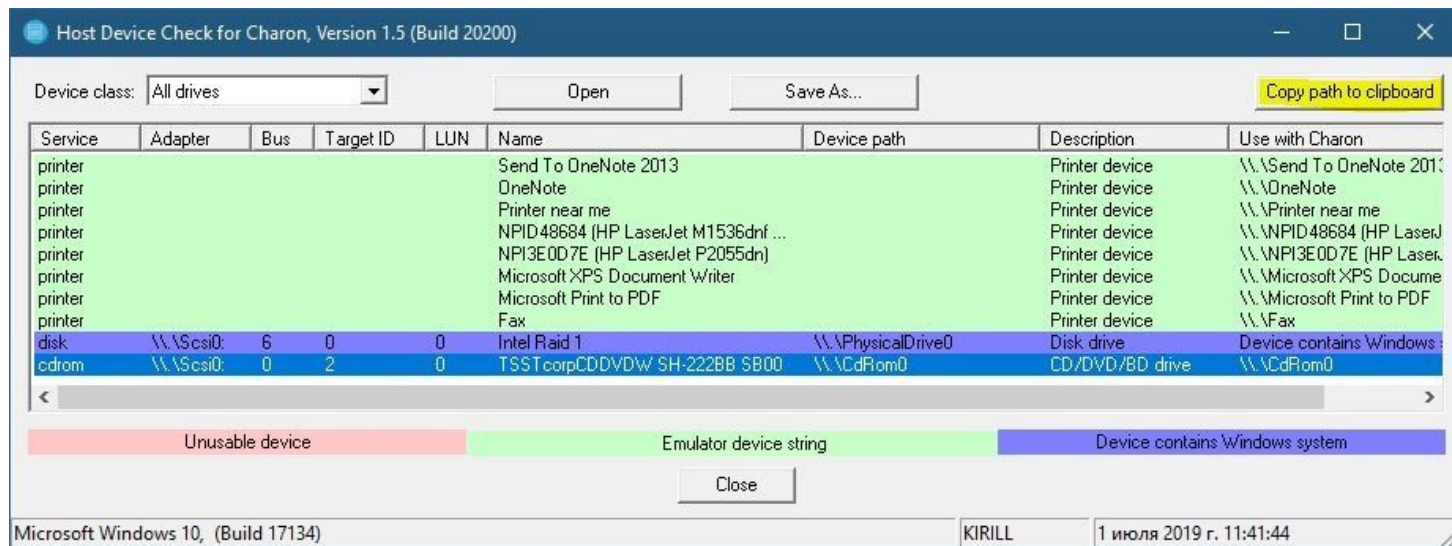 Host Device Check for Charon, Version 1.5 (Build 20200)
Device class: All drives Open Save As... Copy path to clipboard
Service Adapter Bus Target ID LUN Name Device path Description Use with Charon
printer Send To OneNote 2013 Printer device \\.\Send To OneNote 201
printer OneNote Printer device \\.\OneNote
printer Printer near me Printer device \\.\Printer near me
printer NPID48684 (HP LaserJet M1536dnf ... Printer device \\.\NPID48684 (HP LaserJ
printer NPI3E0D7E (HP LaserJet P2055dn) Printer device \\.\NPI3E0D7E (HP Laser
printer Microsoft XPS Document Writer Printer device \\.\Microsoft XPS Docume
printer Microsoft Print to PDF Printer device \\.\Microsoft Print to PDF
printer Fax Printer device \\.\Fax
disk \\.\Scsi0: 6 0 0 Intel Raid 1 \\.\PhysicalDrive0 Disk drive Device contains Windows
cdrom \\.\Scsi0: 0 2 0 TSSTcorpCDDVDW SH-222BB SB00 \\.\CdRom0 CD/DVD/BD drive \\.\CdRom0
Unusable device Emulator device string Device contains Windows system
Close
Microsoft Windows 10, (Build 17134) KIRILL 1 июля 2019 г. 11:41:44